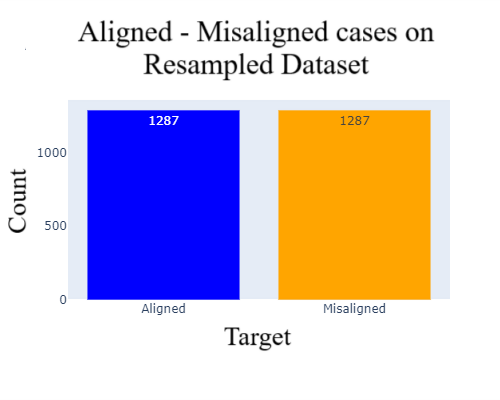 Aligned - Misaligned cases on
Resampled Dataset
1287
1287
1000
500
0
Count
Aligned
Misaligned
Target